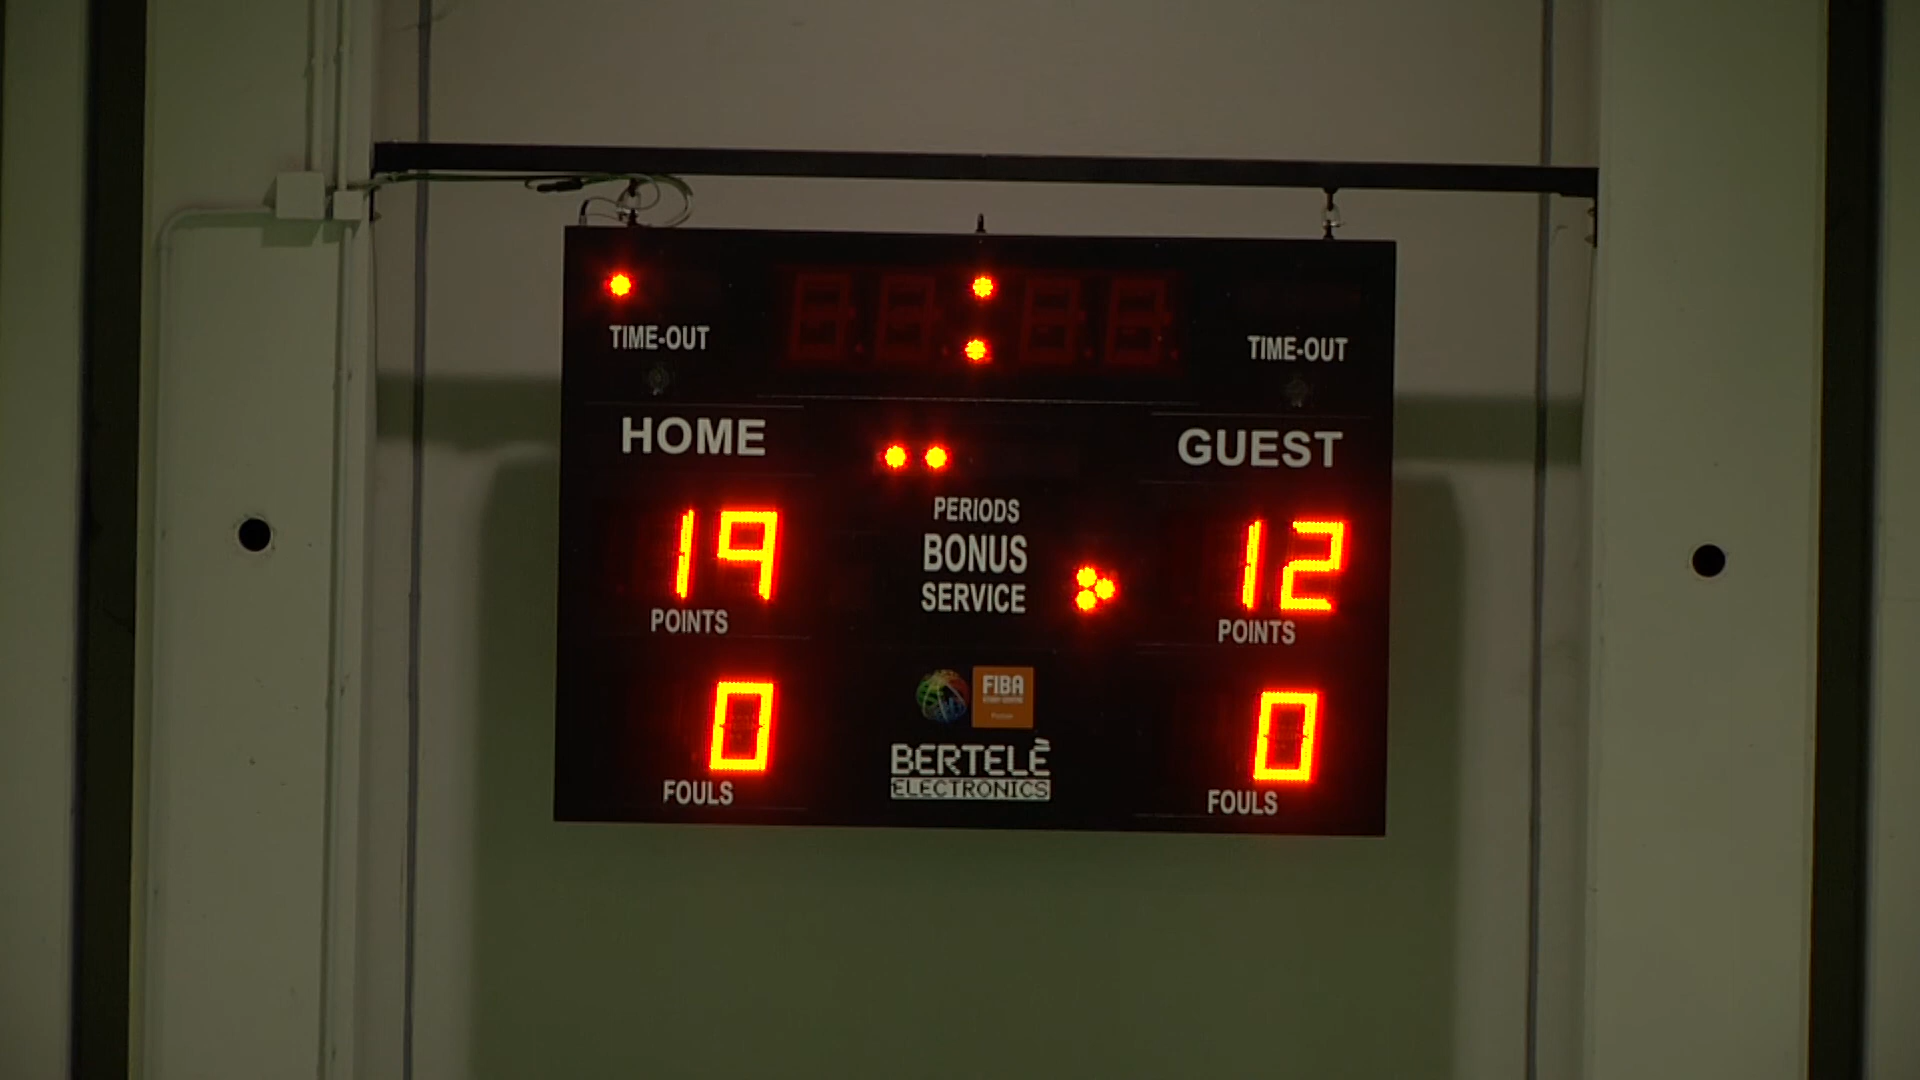 :
TIME-OUT
TIME-OUT
HOME
GUEST
PERIODS
BONUS
SERVICE
19
12
POINTS
POINTS
FIBA
0
0
BERTELÈ
ELECTRONICS
FOULS
FOULS